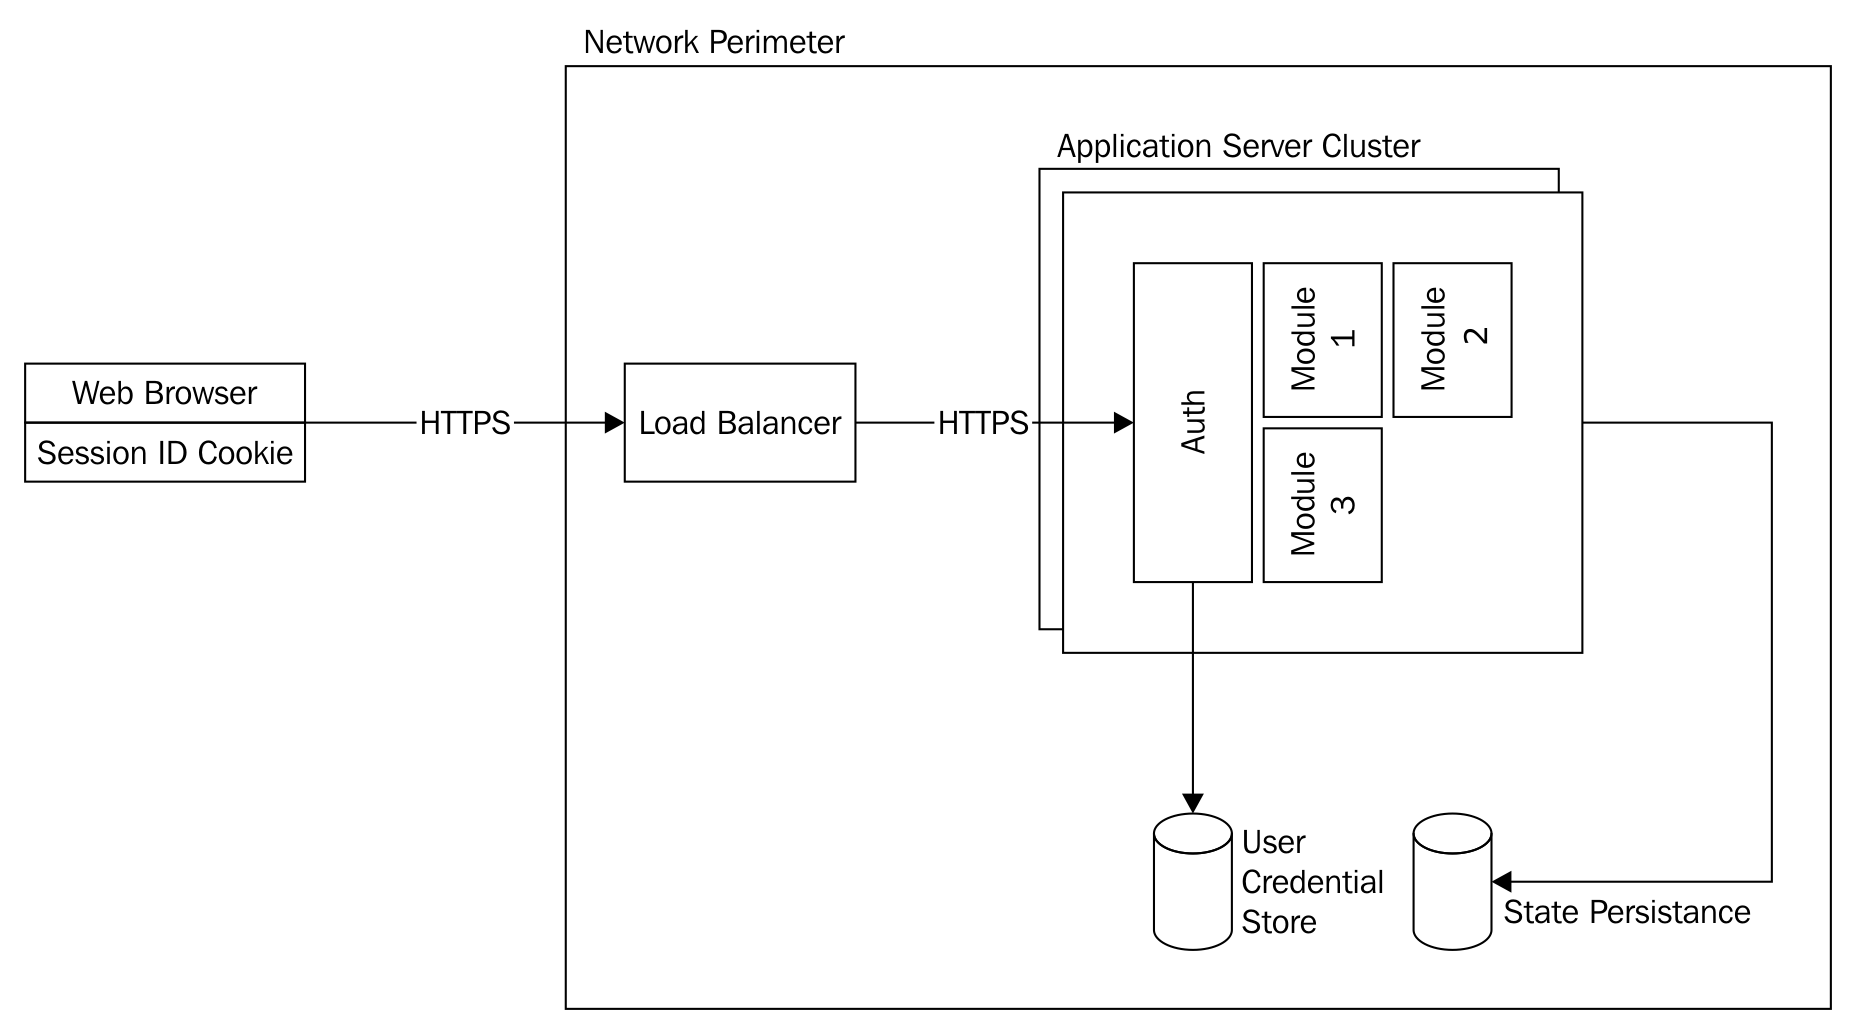 Network Perimeter
Application Server Cluster
Web Browser
Session ID Cookie
HTTPS
Load Balancer
HTTPS
Auth
Module
1
Module
2
Module
3
User
Credential
Store
State Persistance